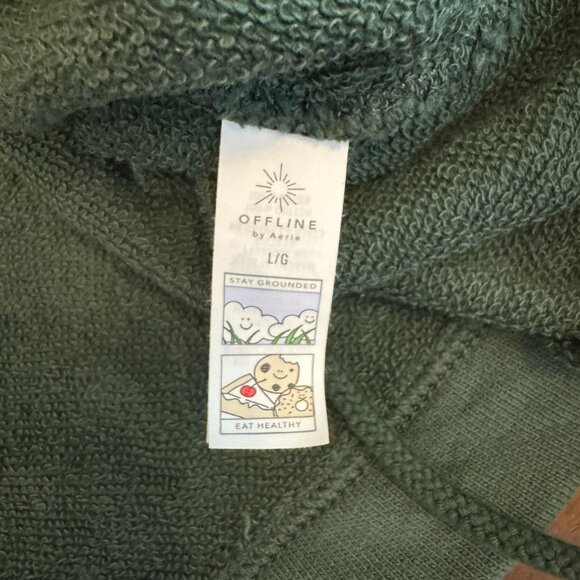 OFFLINE
by Aerie
L/G
STAY GROUNDED
EAT HEALTHY